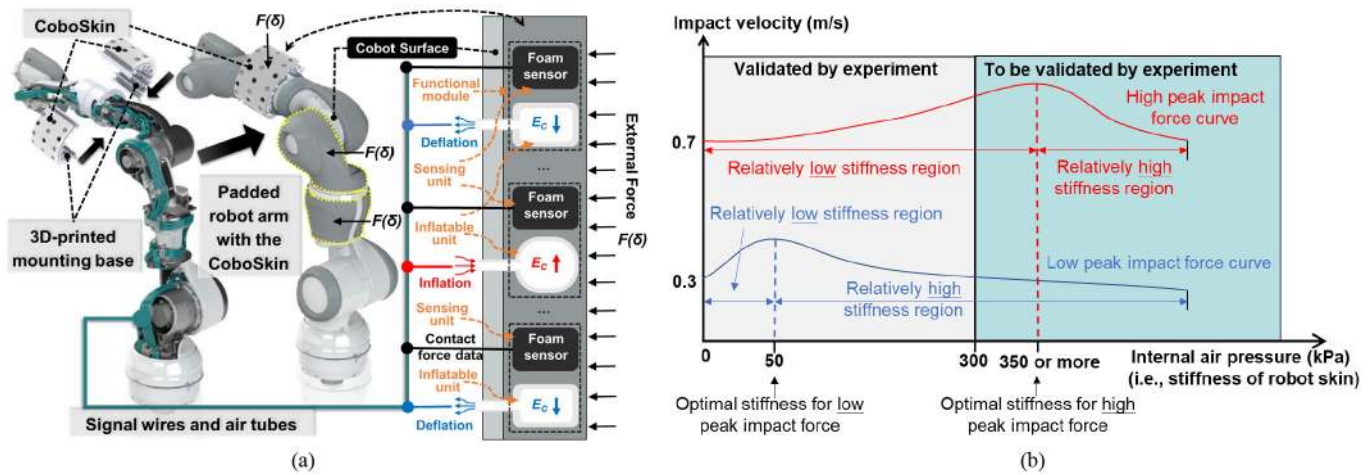 CoboSkin
F(δ)
Cobot Surface
Foam
sensor
Functional
module
E_C ↓
Deflation
External Force
F(δ)
F(δ)
Sensing
unit
...
Padded
robot arm
with the
CoboSkin
Foam
sensor
F(δ)
3D-printed
mounting base
Inflatable
unit
E_C ↑
Inflation
Sensing
unit
...
Contact
force data
Foam
sensor
Inflatable
unit
E_C ↓
Signal wires and air tubes
Deflation
(a)
Impact velocity (m/s)
Validated by experiment
To be validated by experiment
High peak impact
force curve
0.7
Relatively low stiffness region
Relatively high
stiffness region
Relatively low stiffness region
Low peak impact force curve
0.3
Relatively high
stiffness region
0
50
300
350 or more
Internal air pressure (kPa)
(i.e., stiffness of robot skin)
Optimal stiffness for low
peak impact force
Optimal stiffness for high
peak impact force
(b)